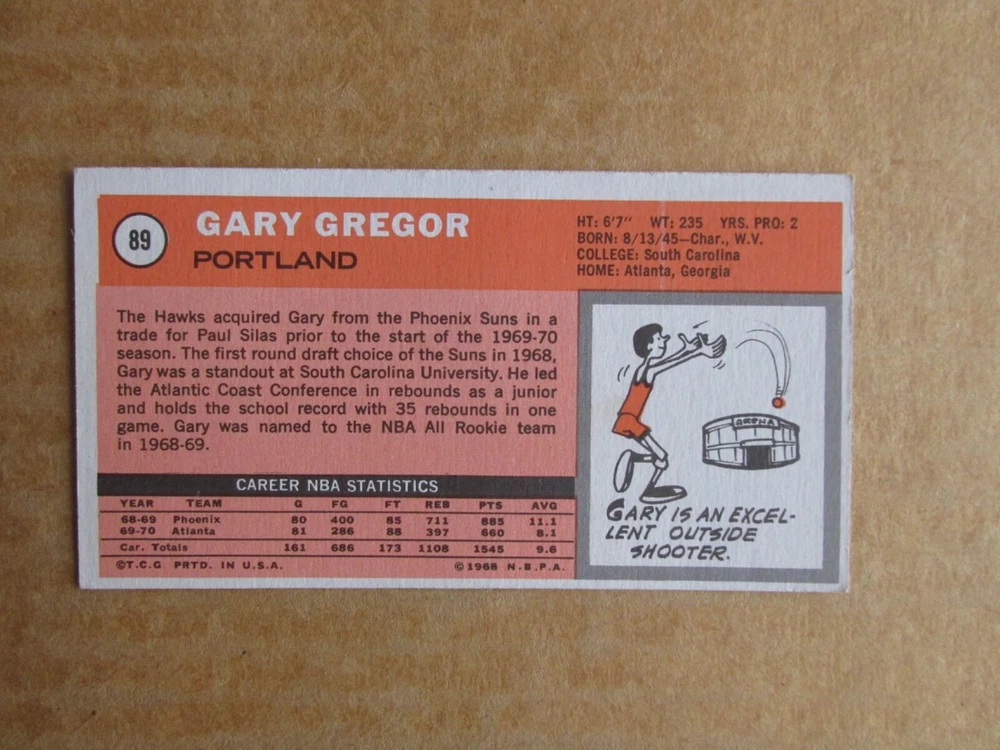 89
GARY GREGOR
PORTLAND
HT: 6'7" WT: 235 YRS. PRO: 2
BORN: 8/13/45—Char., W.V.
COLLEGE: South Carolina
HOME: Atlanta, Georgia
The Hawks acquired Gary from the Phoenix Suns in a
trade for Paul Silas prior to the start of the 1969-70
season. The first round draft choice of the Suns in 1968,
Gary was a standout at South Carolina University. He led
the Atlantic Coast Conference in rebounds as a junior
and holds the school record with 35 rebounds in one
game. Gary was named to the NBA All Rookie team
in 1968-69.
CAREER NBA STATISTICS
YEAR TEAM G FG FT REB PTS AVG
68-69 Phoenix 80 400 85 711 885 11.1
69-70 Atlanta 81 286 88 397 660 8.1
Car. Totals 161 686 173 1108 1545 9.6
©T.C.G PRTD. IN U.S.A. ©1968 N.B.P.A.
ARENA
GARY IS AN EXCEL-
LENT OUTSIDE
SHOOTER.